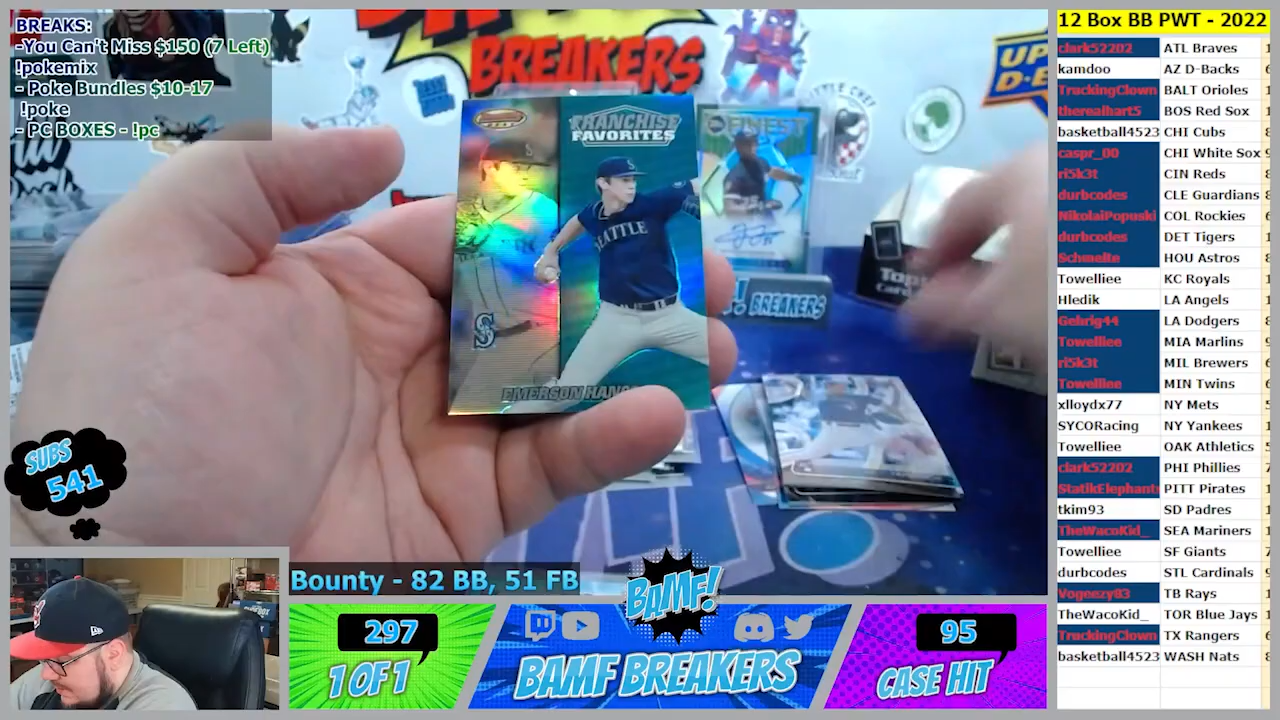 BREAKS:
-You Can't Miss $150 (7 Left)
!pokemix
- Poke Bundles $10-17
!poke
- PC BOXES - !pc
BREAKERS
UP
D-E
FRANCHISE
FAVORITES
FINEST
SEATTLE
S
EMERSON HAN
! BREAKERS
Topps
SUBS
541
Bounty - 82 BB, 51 FB
297
1 OF 1
BAMF!
BAMF BREAKERS
95
CASE HIT
12 Box BB PWT - 2022
clark52202 ATL Braves
kamdoo AZ D-Backs
TruckingClown BALT Orioles
therealhart5 BOS Red Sox
basketball4523 CHI Cubs
caspr_00 CHI White Sox
ri5k3t CIN Reds
durbcodes CLE Guardians
NikolaiPopuski COL Rockies
durbcodes DET Tigers
Schmelte HOU Astros
Towelliee KC Royals
Hledik LA Angels
Gehrig44 LA Dodgers
Towelliee MIA Marlins
ri5k3t MIL Brewers
Towelliee MIN Twins
xlloydx77 NY Mets
SYCORacing NY Yankees
Towelliee OAK Athletics
clark52202 PHI Phillies
StatikElephant PITT Pirates
tkim93 SD Padres
TheWacoKid_ SEA Mariners
Towelliee SF Giants
durbcodes STL Cardinals
Vogeezy83 TB Rays
TheWacoKid_ TOR Blue Jays
TruckingClown TX Rangers
basketball4523 WASH Nats